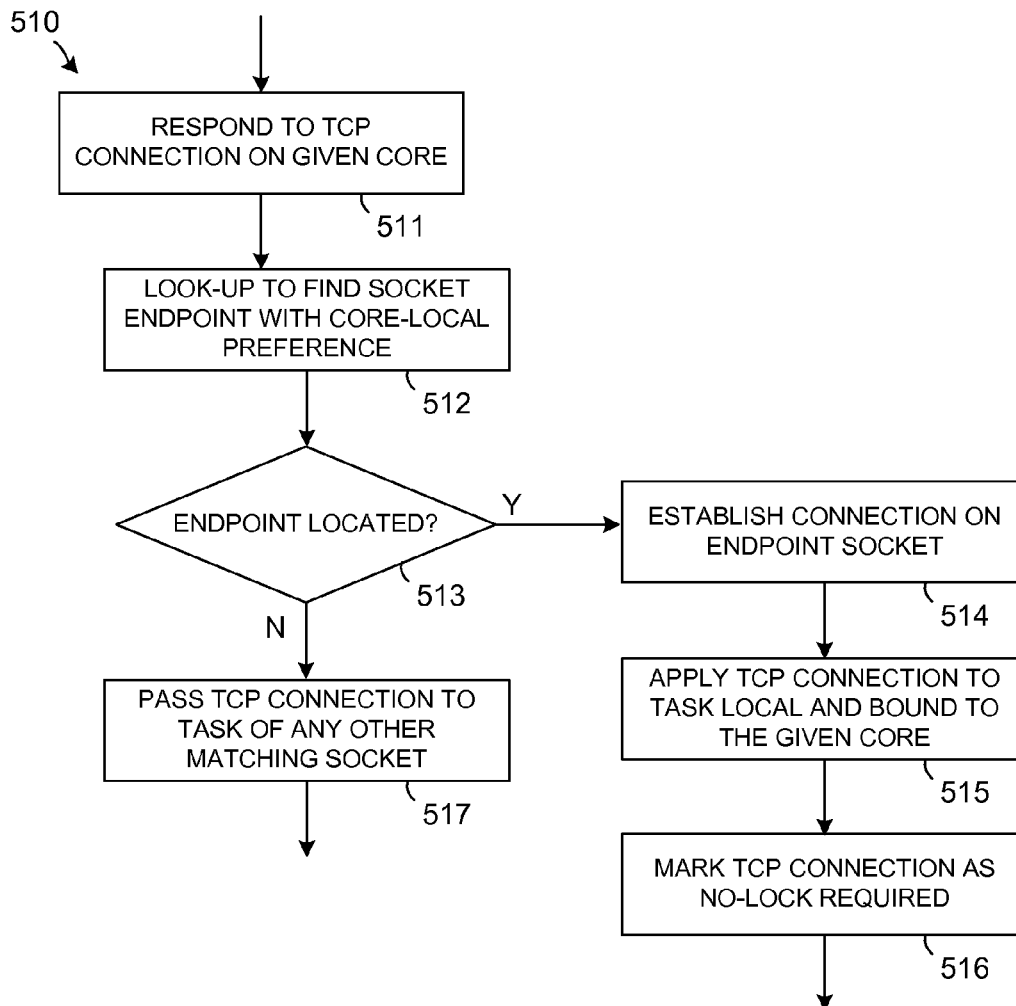 510
RESPOND TO TCP
CONNECTION ON GIVEN CORE
511
LOOK-UP TO FIND SOCKET
ENDPOINT WITH CORE-LOCAL
PREFERENCE
512
ENDPOINT LOCATED?
513
Y
N
ESTABLISH CONNECTION ON
ENDPOINT SOCKET
514
APPLY TCP CONNECTION TO
TASK LOCAL AND BOUND TO
THE GIVEN CORE
515
MARK TCP CONNECTION AS
NO-LOCK REQUIRED
516
PASS TCP CONNECTION TO
TASK OF ANY OTHER
MATCHING SOCKET
517